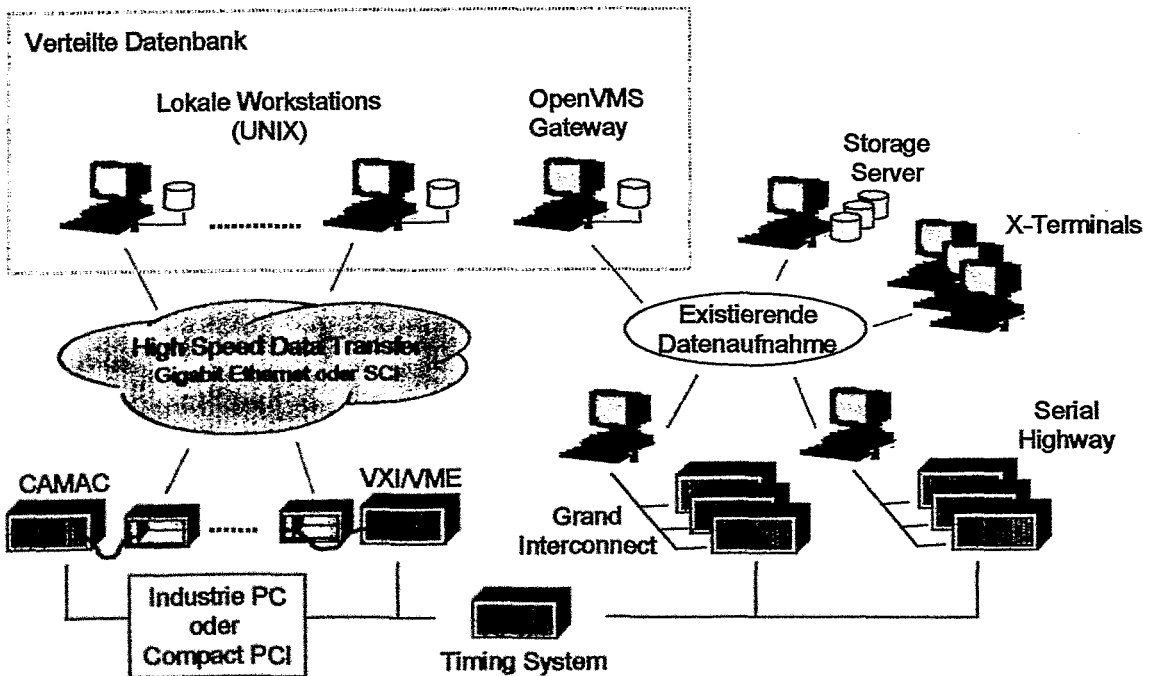 Verteilte Datenbank
Lokale Workstations
(UNIX)
OpenVMS
Gateway
Storage
Server
X-Terminals
High Speed Data Transfer
Gigabit Ethernet oder SCI
Existierende
Datenaufnahme
CAMAC
VXI/VME
Serial
Highway
Grand
Interconnect
Industrie PC
oder
Compact PCI
Timing System